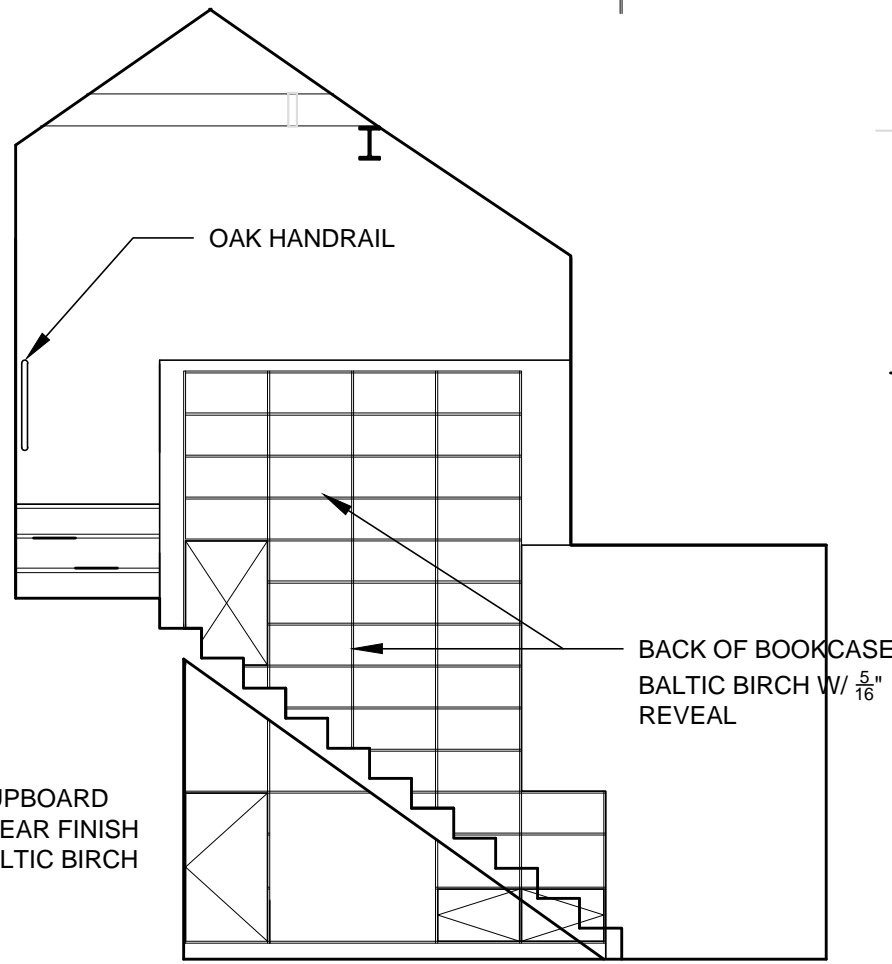 OAK HANDRAIL
BACK OF BOOKCASE
BALTIC BIRCH W/ 5/16"
REVEAL
UPBOARD
EAR FINISH
LTIC BIRCH